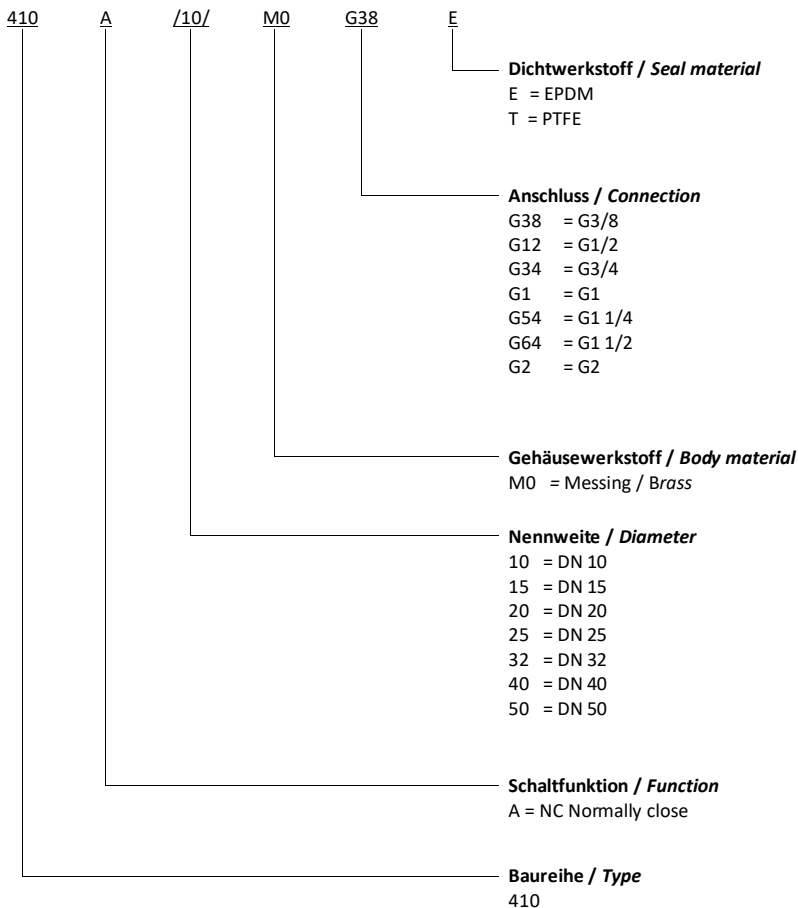 410 A /10/ M0 G38 E
Dichtwerkstoff / Seal material
E = EPDM
T = PTFE
Anschluss / Connection
G38 = G3/8
G12 = G1/2
G34 = G3/4
G1 = G1
G54 = G1 1/4
G64 = G1 1/2
G2 = G2
Gehäusewerkstoff / Body material
M0 = Messing / Brass
Nennweite / Diameter
10 = DN 10
15 = DN 15
20 = DN 20
25 = DN 25
32 = DN 32
40 = DN 40
50 = DN 50
Schaltfunktion / Function
A = NC Normally close
Baureihe / Type
410